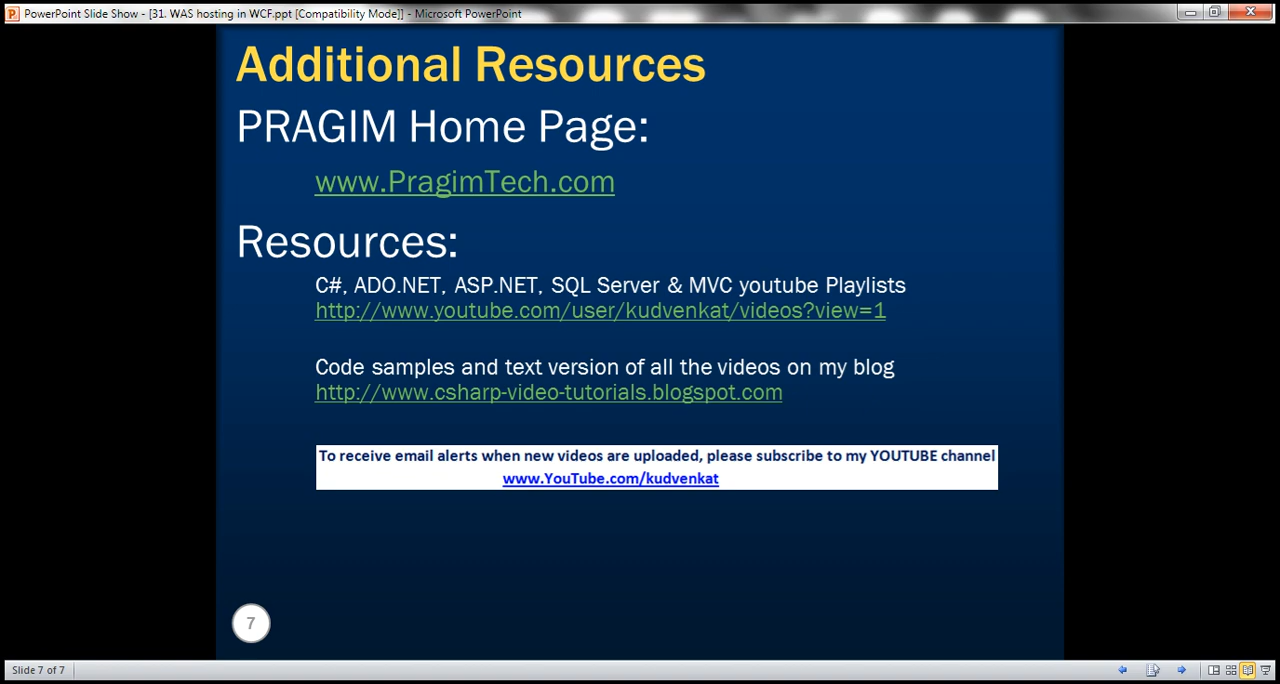 PowerPoint Slide Show - [31. WAS hosting in WCF.ppt [Compatibility Mode]] - Microsoft PowerPoint
Additional Resources
PRAGIM Home Page:
www.PragimTech.com
Resources:
C#, ADO.NET, ASP.NET, SQL Server & MVC youtube Playlists
http://www.youtube.com/user/kudvenkat/videos?view=1
Code samples and text version of all the videos on my blog
http://www.csharp-video-tutorials.blogspot.com
To receive email alerts when new videos are uploaded, please subscribe to my YOUTUBE channel
www.YouTube.com/kudvenkat
7
Slide 7 of 7